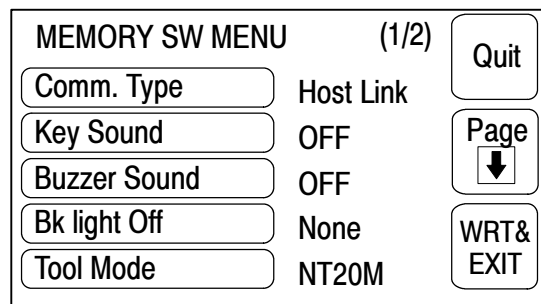 MEMORY SW MENU (1/2)
Quit
Comm. Type Host Link
Key Sound OFF
Page
Buzzer Sound OFF
Bk light Off None
WRT&
EXIT
Tool Mode NT20M